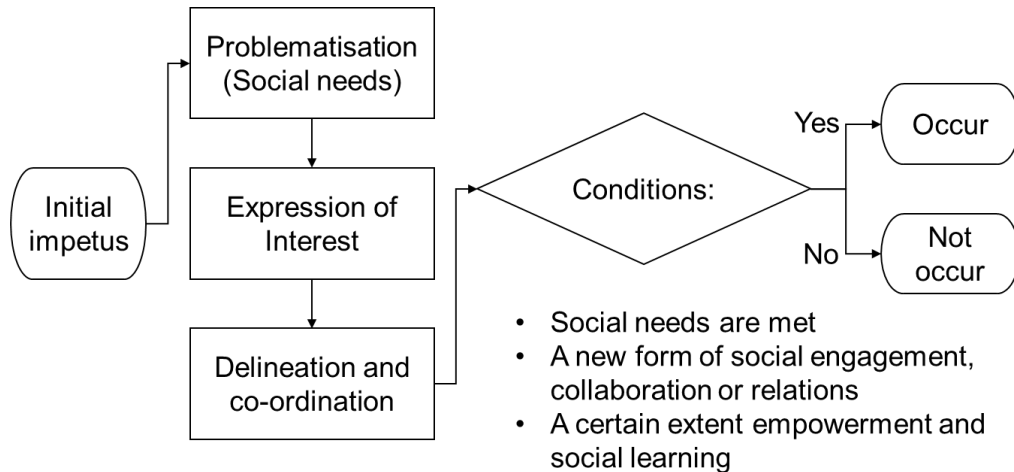 Initial
impetus
Problematisation
(Social needs)
Expression of
Interest
Delineation and
co-ordination
Conditions:
Yes
Occur
No
Not
occur
• Social needs are met
• A new form of social engagement,
collaboration or relations
• A certain extent empowerment and
social learning